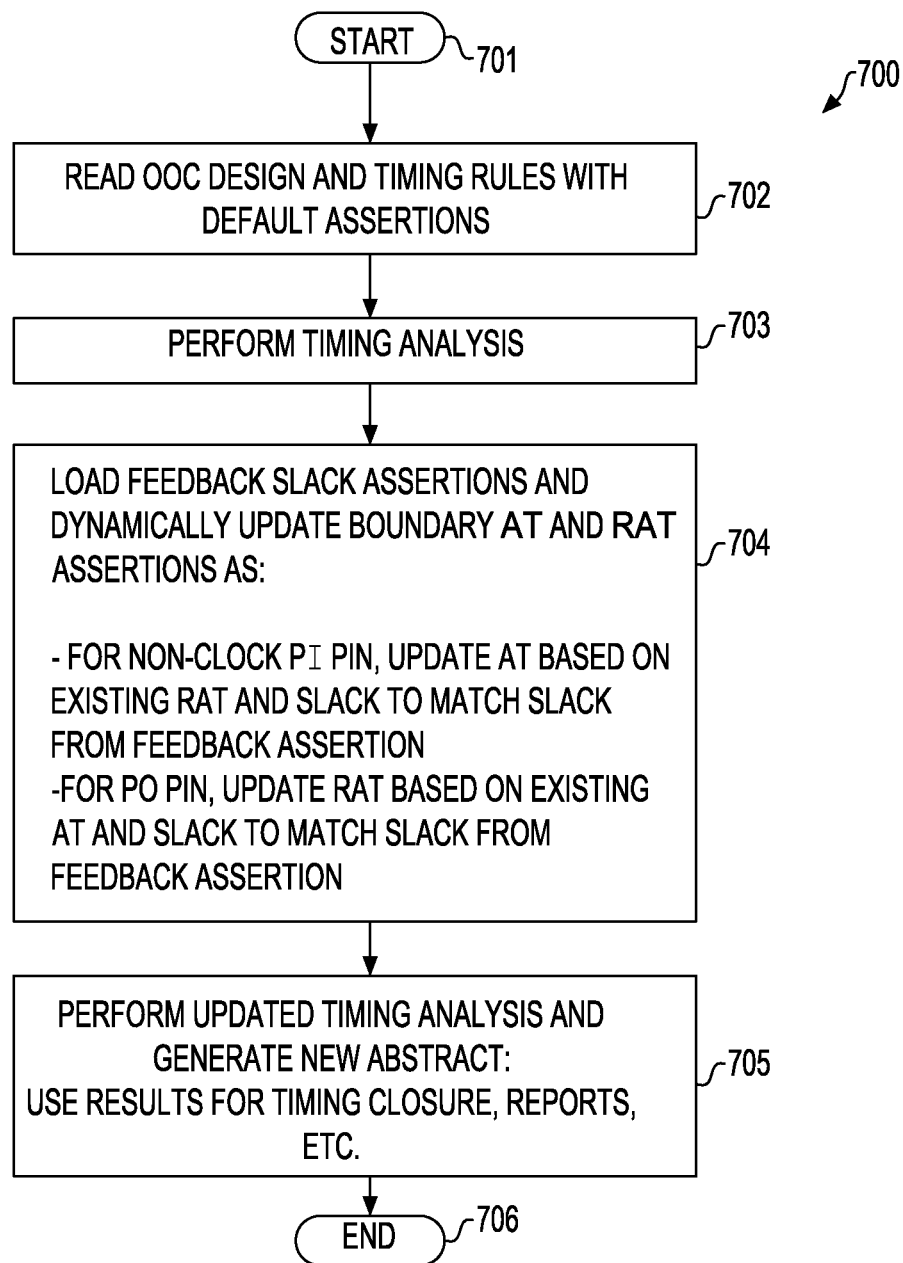 START
701
700
READ OOC DESIGN AND TIMING RULES WITH
DEFAULT ASSERTIONS
702
PERFORM TIMING ANALYSIS
703
LOAD FEEDBACK SLACK ASSERTIONS AND
DYNAMICALLY UPDATE BOUNDARY AT AND RAT
ASSERTIONS AS:
704
- FOR NON-CLOCK PI PIN, UPDATE AT BASED ON
EXISTING RAT AND SLACK TO MATCH SLACK
FROM FEEDBACK ASSERTION
-FOR PO PIN, UPDATE RAT BASED ON EXISTING
AT AND SLACK TO MATCH SLACK FROM
FEEDBACK ASSERTION
PERFORM UPDATED TIMING ANALYSIS AND
GENERATE NEW ABSTRACT:
USE RESULTS FOR TIMING CLOSURE, REPORTS,
ETC.
705
END
706